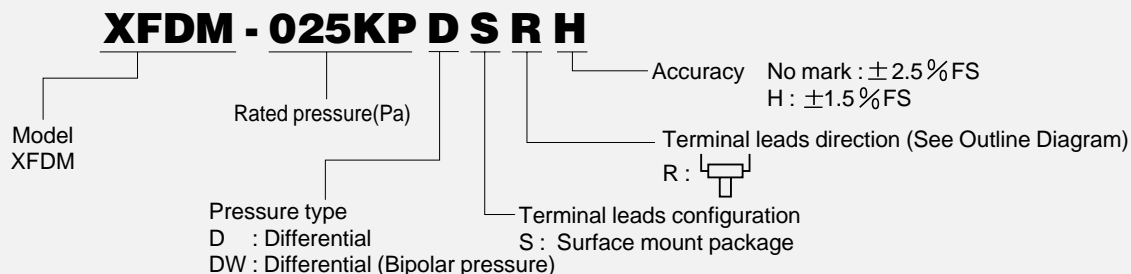 XFDM - 025KP D S R H
Accuracy No mark : ±2.5%FS
H : ±1.5%FS
Rated pressure(Pa)
Model
XFDM
Terminal leads direction (See Outline Diagram)
R :
Pressure type
D : Differential
DW : Differential (Bipolar pressure)
Terminal leads configuration
S : Surface mount package